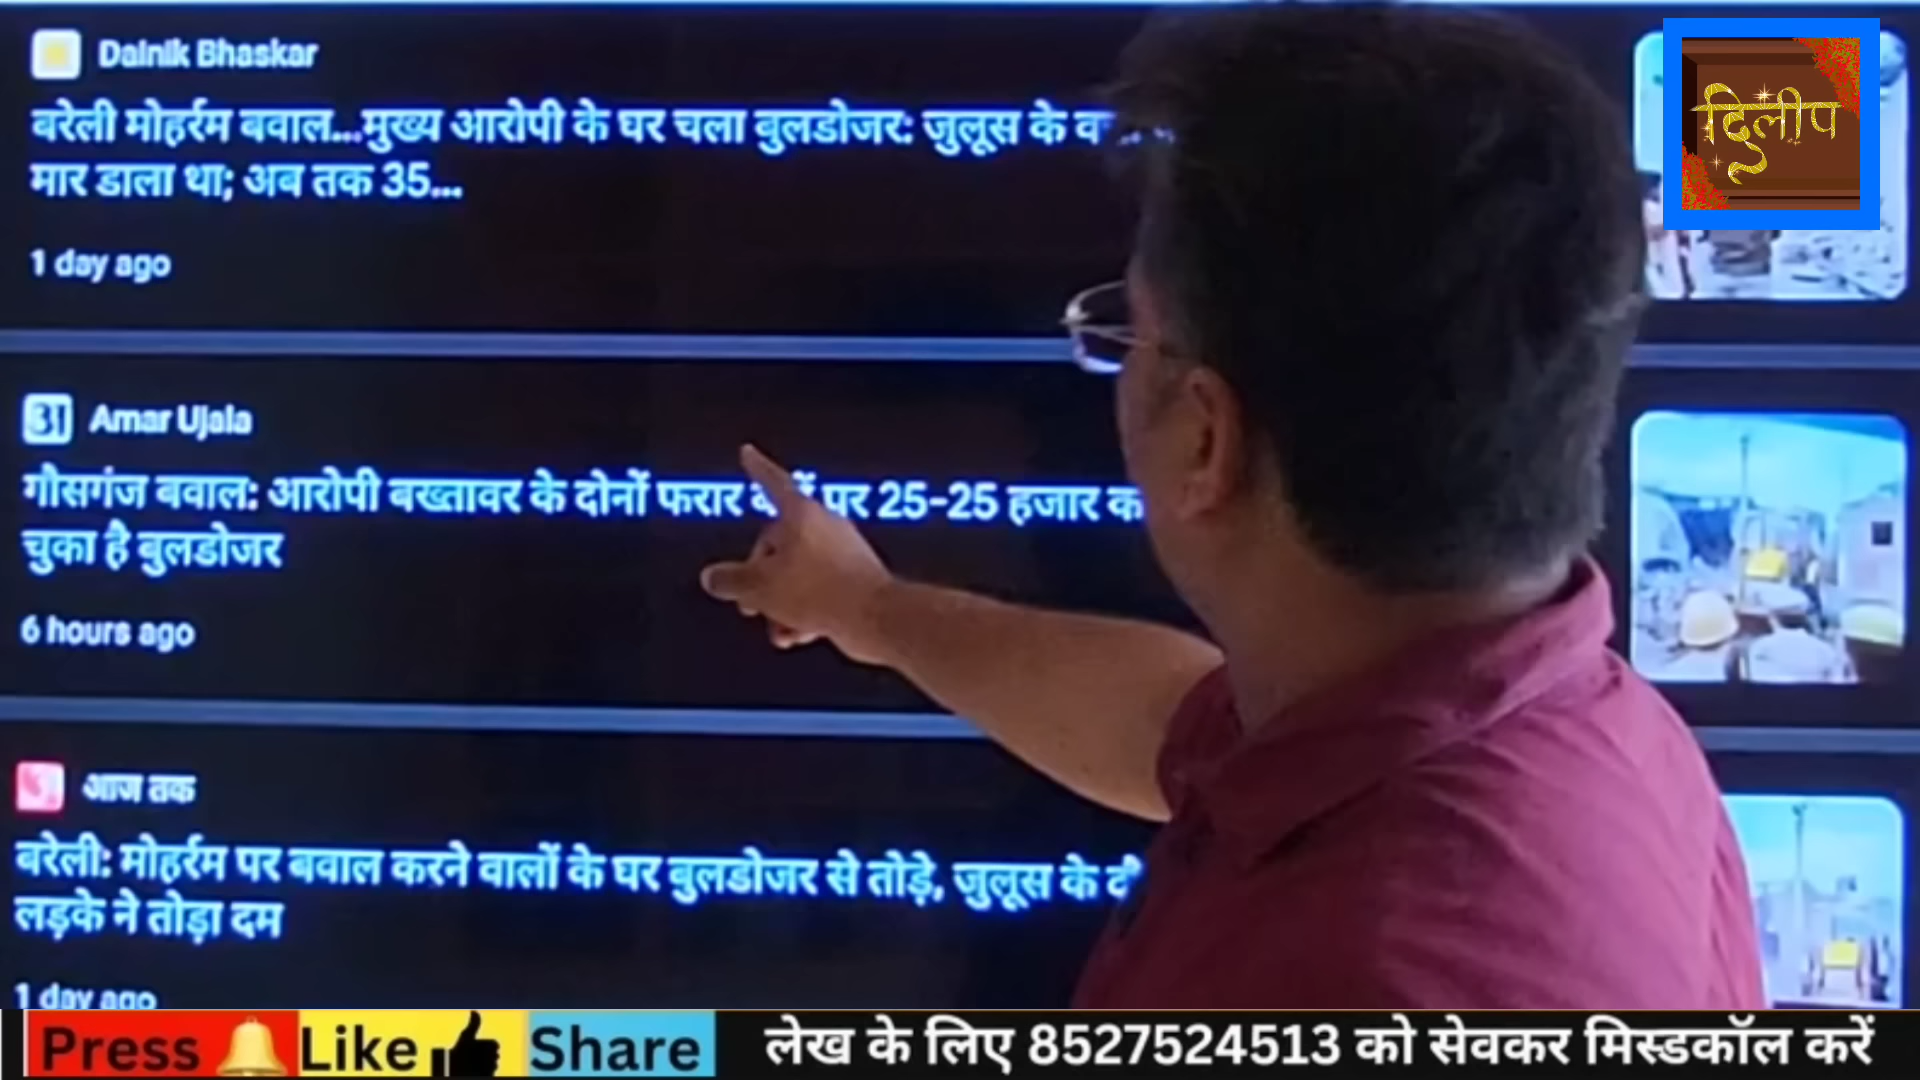 Dainik Bhaskar
बरेली मोहर्रम बवाल...मुख्य आरोपी के घर चला बुलडोजर: जुलूस के
मार डाला था; अब तक 35...
1 day ago
Amar Ujala
गौसगंज बवाल: आरोपी बख्तावर के दोनों फरार पर 25-25 हजार
चुका है बुलडोजर
6 hours ago
आज तक
बरेली: मोहर्रम पर बवाल करने वालों के घर बुलडोजर से तोड़े, जुलूस के
लड़के ने तोड़ा दम
1 day ago
दिलीप
Press Like Share लेख के लिए 8527524513 को सेवकर मिस्डकॉल करें